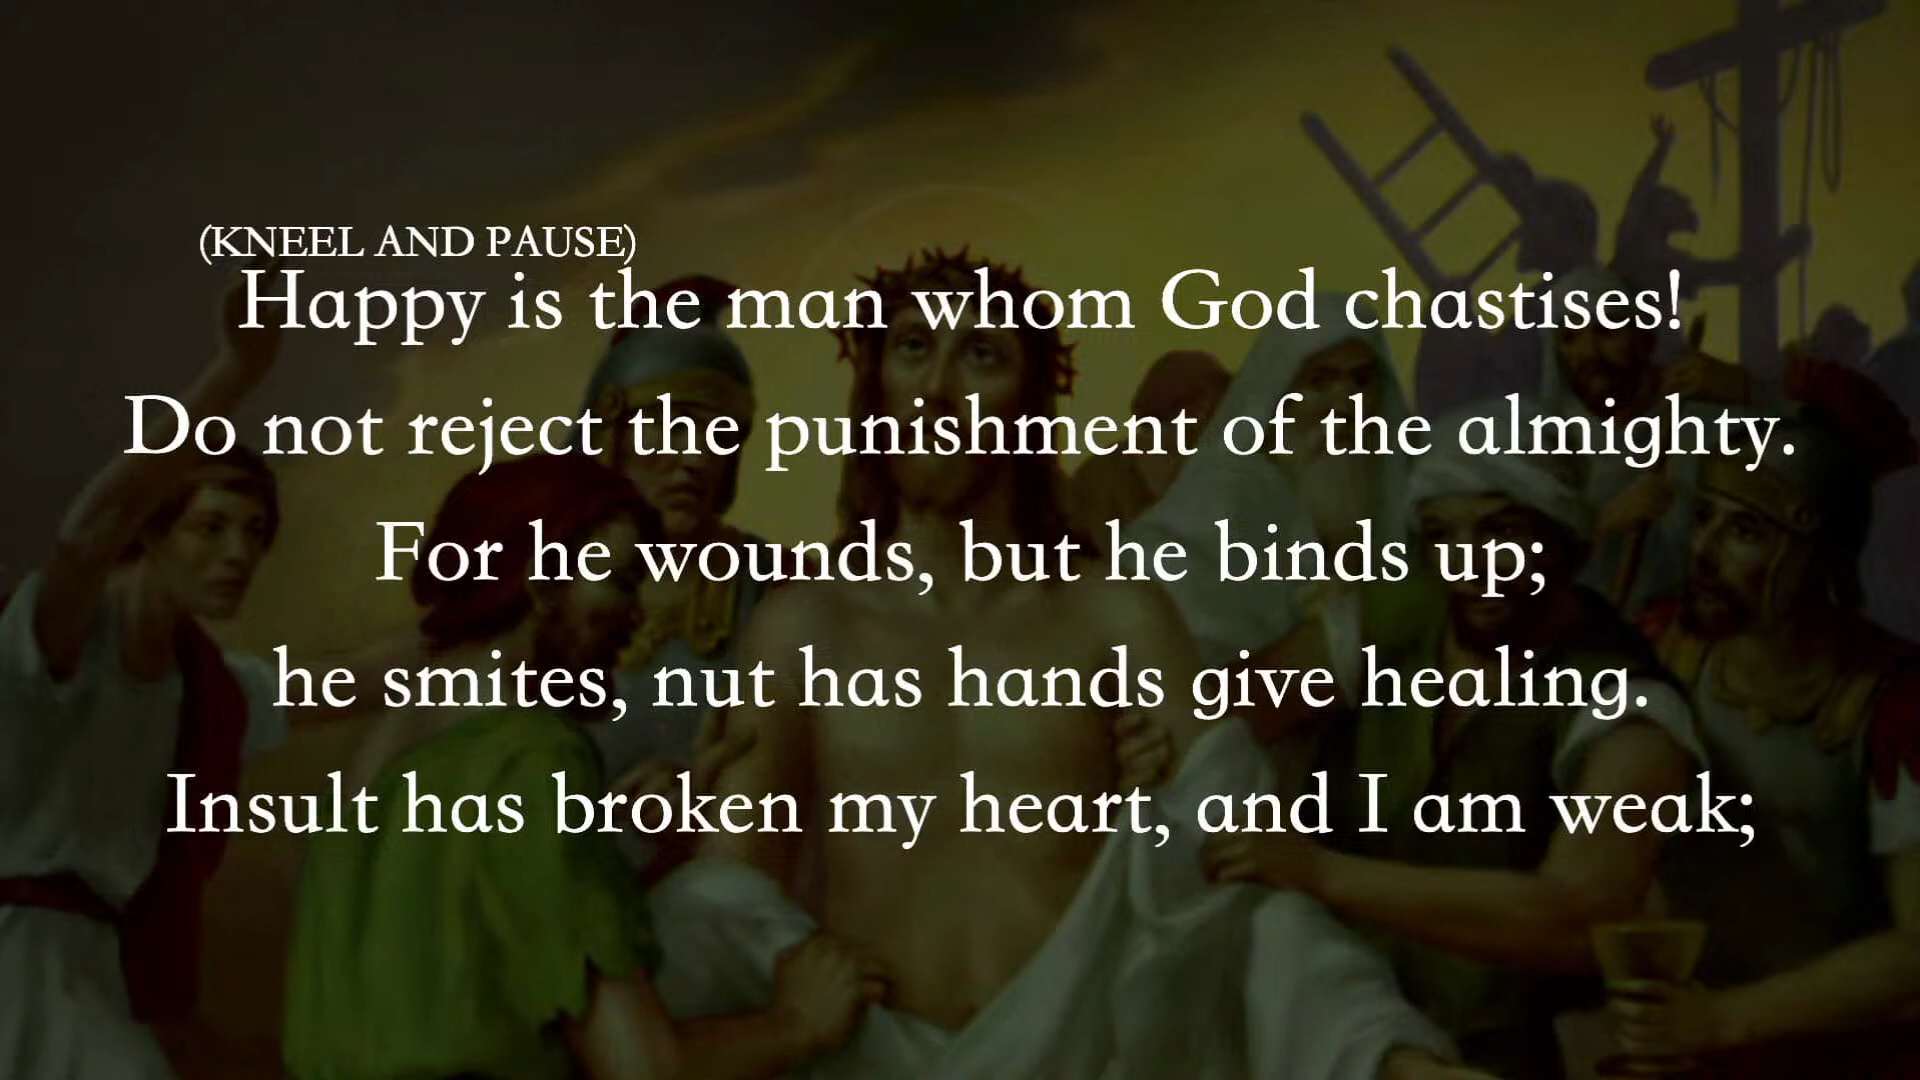 (KNEEL AND PAUSE)
Happy is the man whom God chastises!
Do not reject the punishment of the almighty.
For he wounds, but he binds up;
he smites, nut has hands give healing.
Insult has broken my heart, and I am weak;